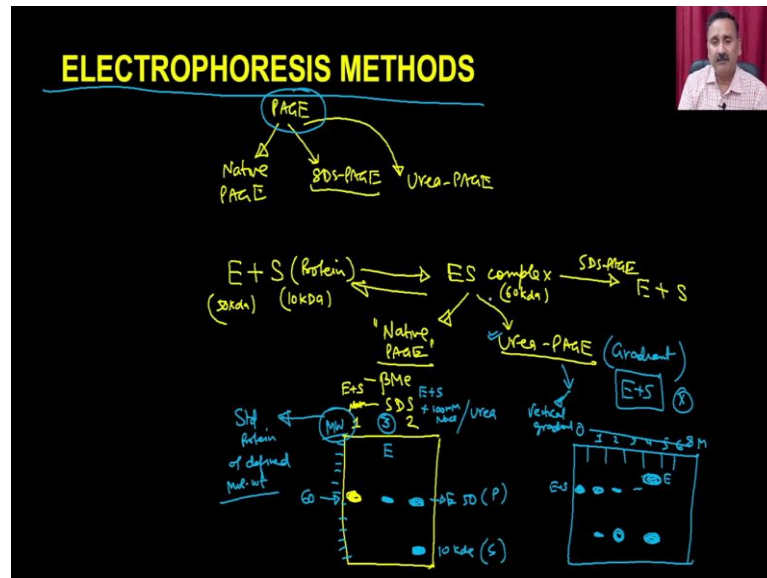 ELECTROPHORESIS METHODS
PAGE
Native PAGE
SDS-PAGE
Urea-PAGE
E + S (Protein)
(50kda) (10KDa)
ES complex
(60kda)
SDS-PAGE
E + S
"Native PAGE"
Urea-PAGE (Gradient)
E+S
X
- βMe
E+S
- SDS
E+S
+ 100mM
NaCl
/Urea
Vertical
gradient
Std
Protein
of defined
MW
1
3
2
0 1 2 3 4 5 6 8 M
E
E+S
E
60
E 50 (P)
10 kda (S)